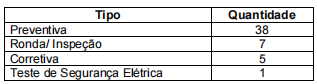 Tipo Quantidade
Preventiva 38
Ronda/ Inspeção 7
Corretiva 5
Teste de Segurança Elétrica 1